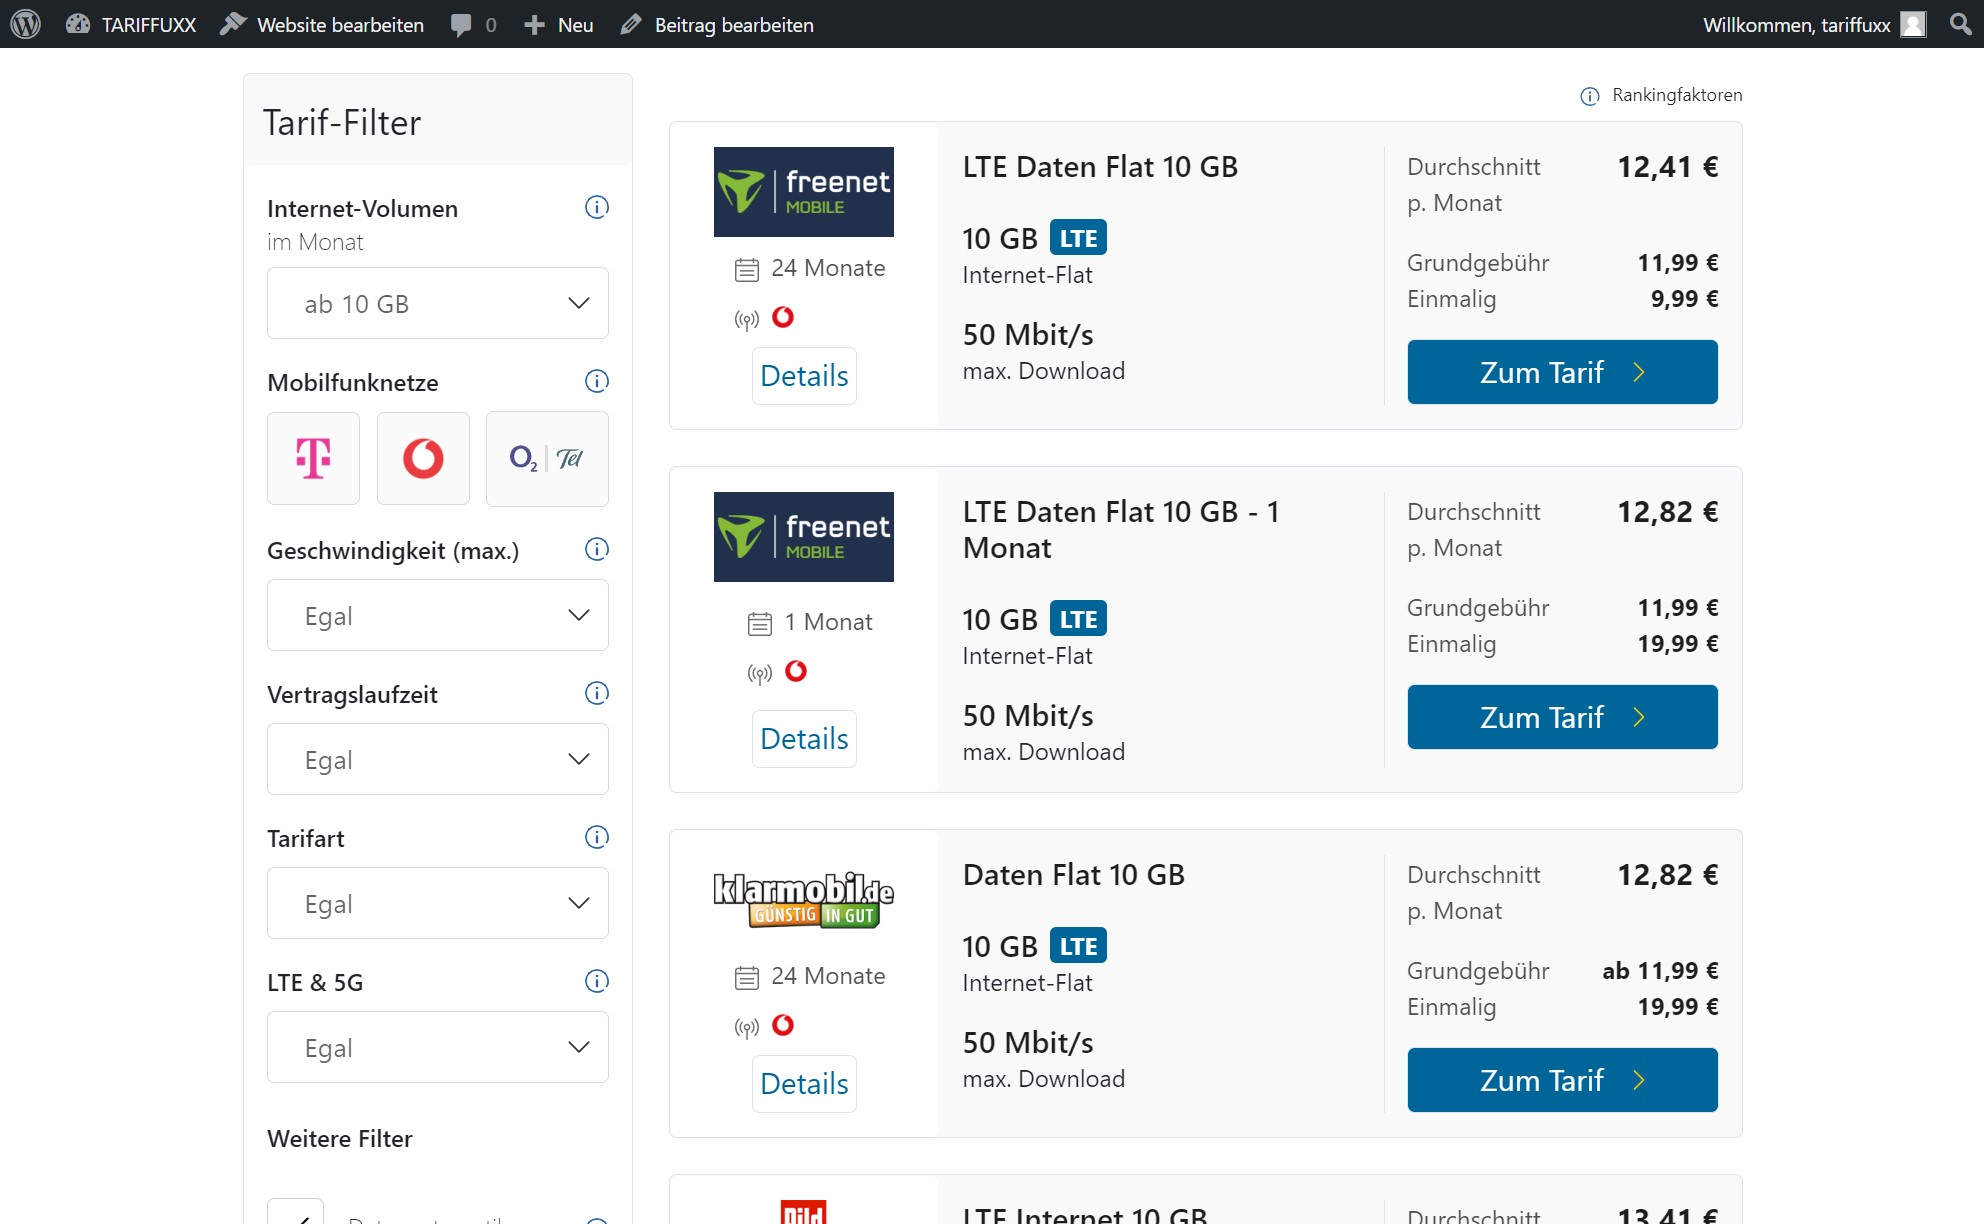 TARIFFUXX Website bearbeiten 0 Neu Beitrag bearbeiten Willkommen, tariffuxx
Tarif-Filter
Internet-Volumen
im Monat
ab 10 GB
Mobilfunknetze
T O2 | Tel
Geschwindigkeit (max.)
Egal
Vertragslaufzeit
Egal
Tarifart
Egal
LTE & 5G
Egal
Weitere Filter
Rankingfaktoren
freenet
MOBILE
24 Monate
Details
LTE Daten Flat 10 GB
10 GB LTE
Internet-Flat
50 Mbit/s
max. Download
Durchschnitt 12,41 €
p. Monat
Grundgebühr 11,99 €
Einmalig 9,99 €
Zum Tarif
freenet
MOBILE
1 Monat
Details
LTE Daten Flat 10 GB - 1
Monat
10 GB LTE
Internet-Flat
50 Mbit/s
max. Download
Durchschnitt 12,82 €
p. Monat
Grundgebühr 11,99 €
Einmalig 19,99 €
Zum Tarif
klarmobil.de
GÜNSTIG IN GUT
24 Monate
Details
Daten Flat 10 GB
10 GB LTE
Internet-Flat
50 Mbit/s
max. Download
Durchschnitt 12,82 €
p. Monat
Grundgebühr ab 11,99 €
Einmalig 19,99 €
Zum Tarif
Bild
LTE Internet 10 GB
Durchschnitt 13,41 €